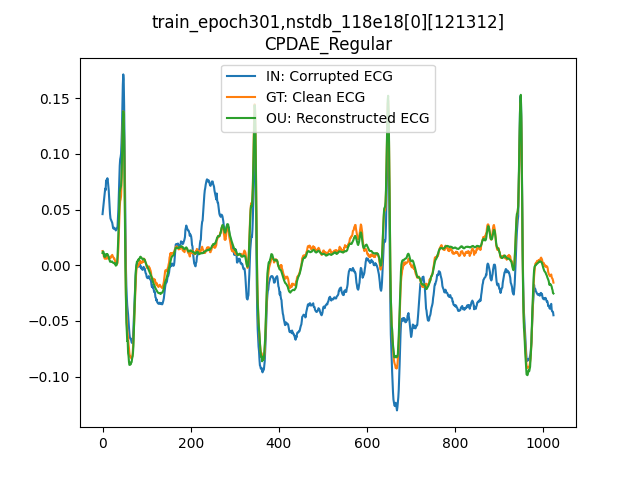 train_epoch301,nstdb_118e18[0][121312]
CPDAE_Regular
IN: Corrupted ECG
GT: Clean ECG
OU: Reconstructed ECG
0.15
0.10
0.05
0.00
−0.05
−0.10
0
200
400
600
800
1000